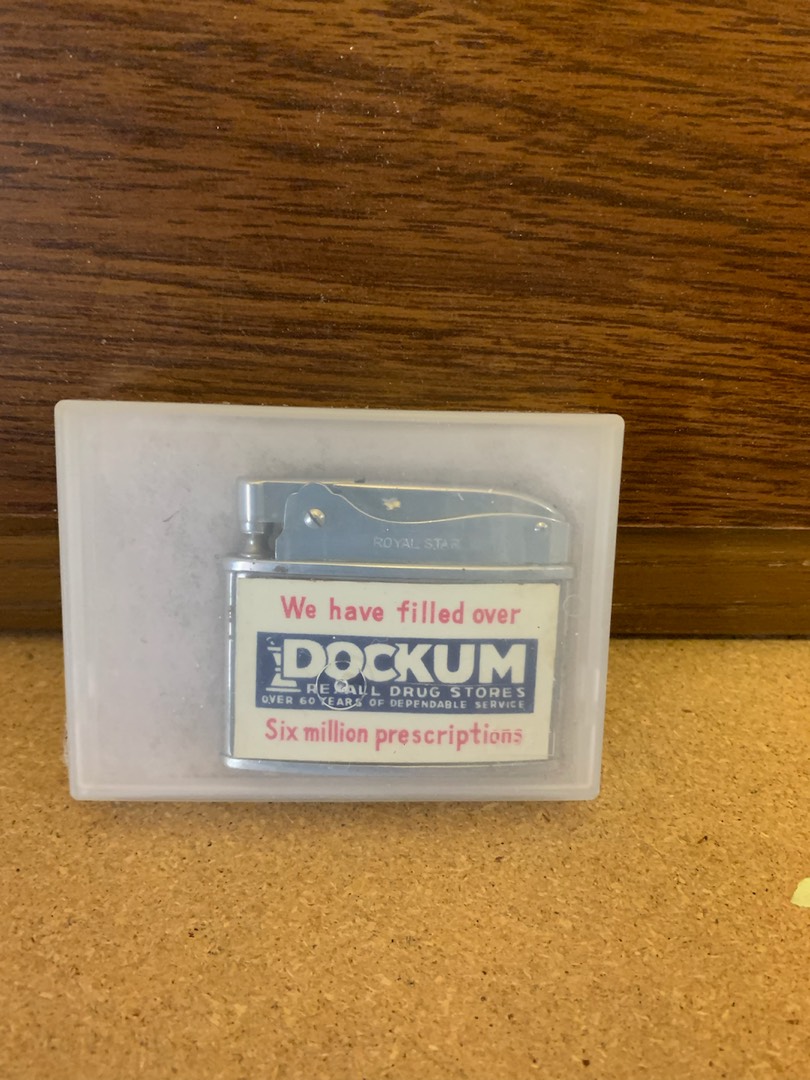 ROYAL STAR
We have filled over
DOCKUM
REXALL DRUG STORES
OVER 60 YEARS OF DEPENDABLE SERVICE
Six million prescriptions